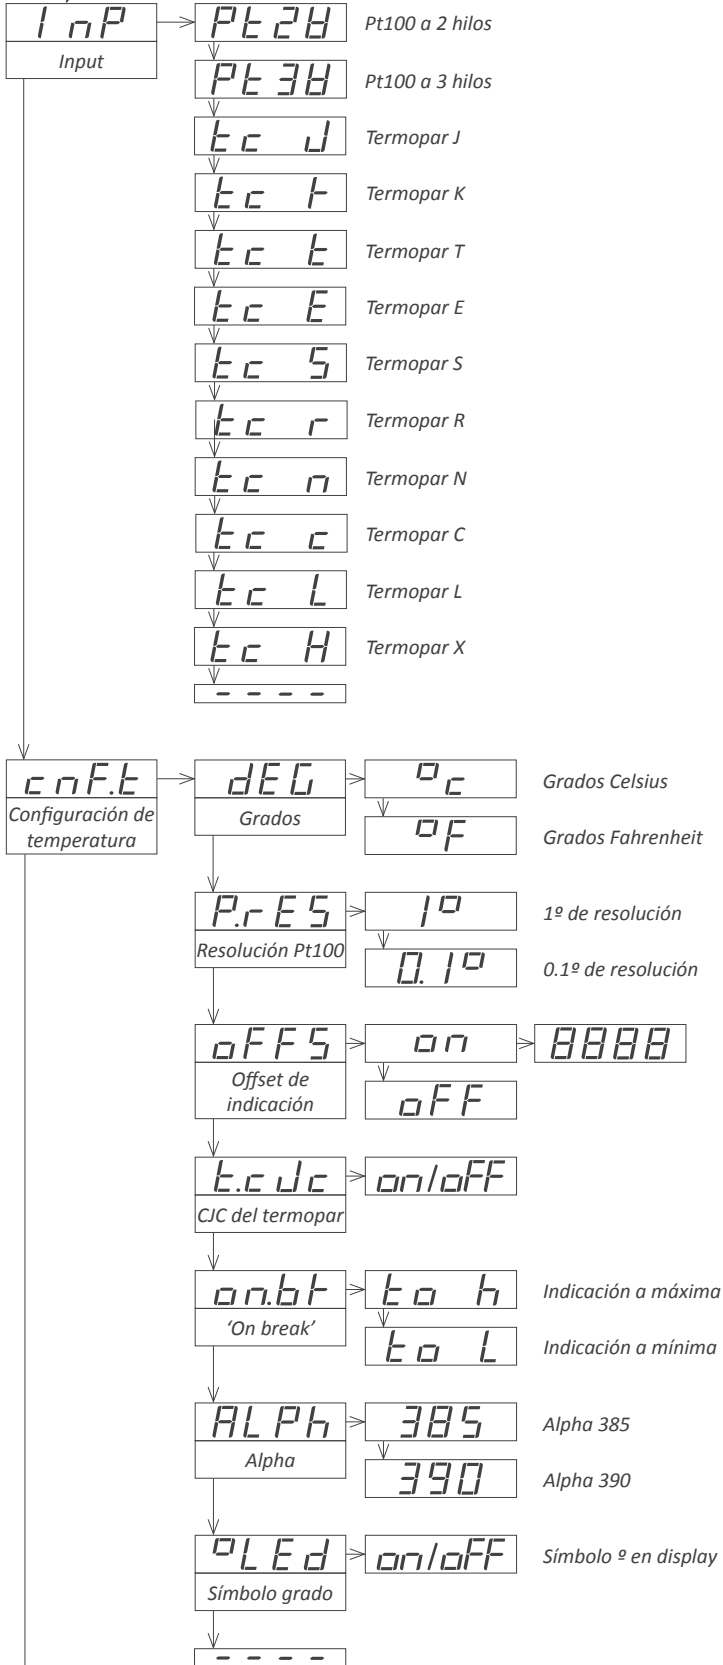 InP
Input
Pt2W Pt100 a 2 hilos
Pt3W Pt100 a 3 hilos
tc J Termopar J
tc k Termopar K
tc t Termopar T
tc E Termopar E
tc S Termopar S
tc r Termopar R
tc n Termopar N
tc c Termopar C
tc L Termopar L
tc H Termopar X
----
cnF.t
Configuración de
temperatura
dEG
Grados
ºc Grados Celsius
ºF Grados Fahrenheit
P.rES
Resolución Pt100
1º 1º de resolución
0.1º 0.1º de resolución
oFFS
Offset de
indicación
on 8888
oFF
t.cJc on/oFF
CJC del termopar
on.bk
‘On break’
to h Indicación a máxima
to L Indicación a mínima
ALPh
Alpha
385 Alpha 385
390 Alpha 390
ºLEd on/oFF Símbolo º en display
Símbolo grado
----